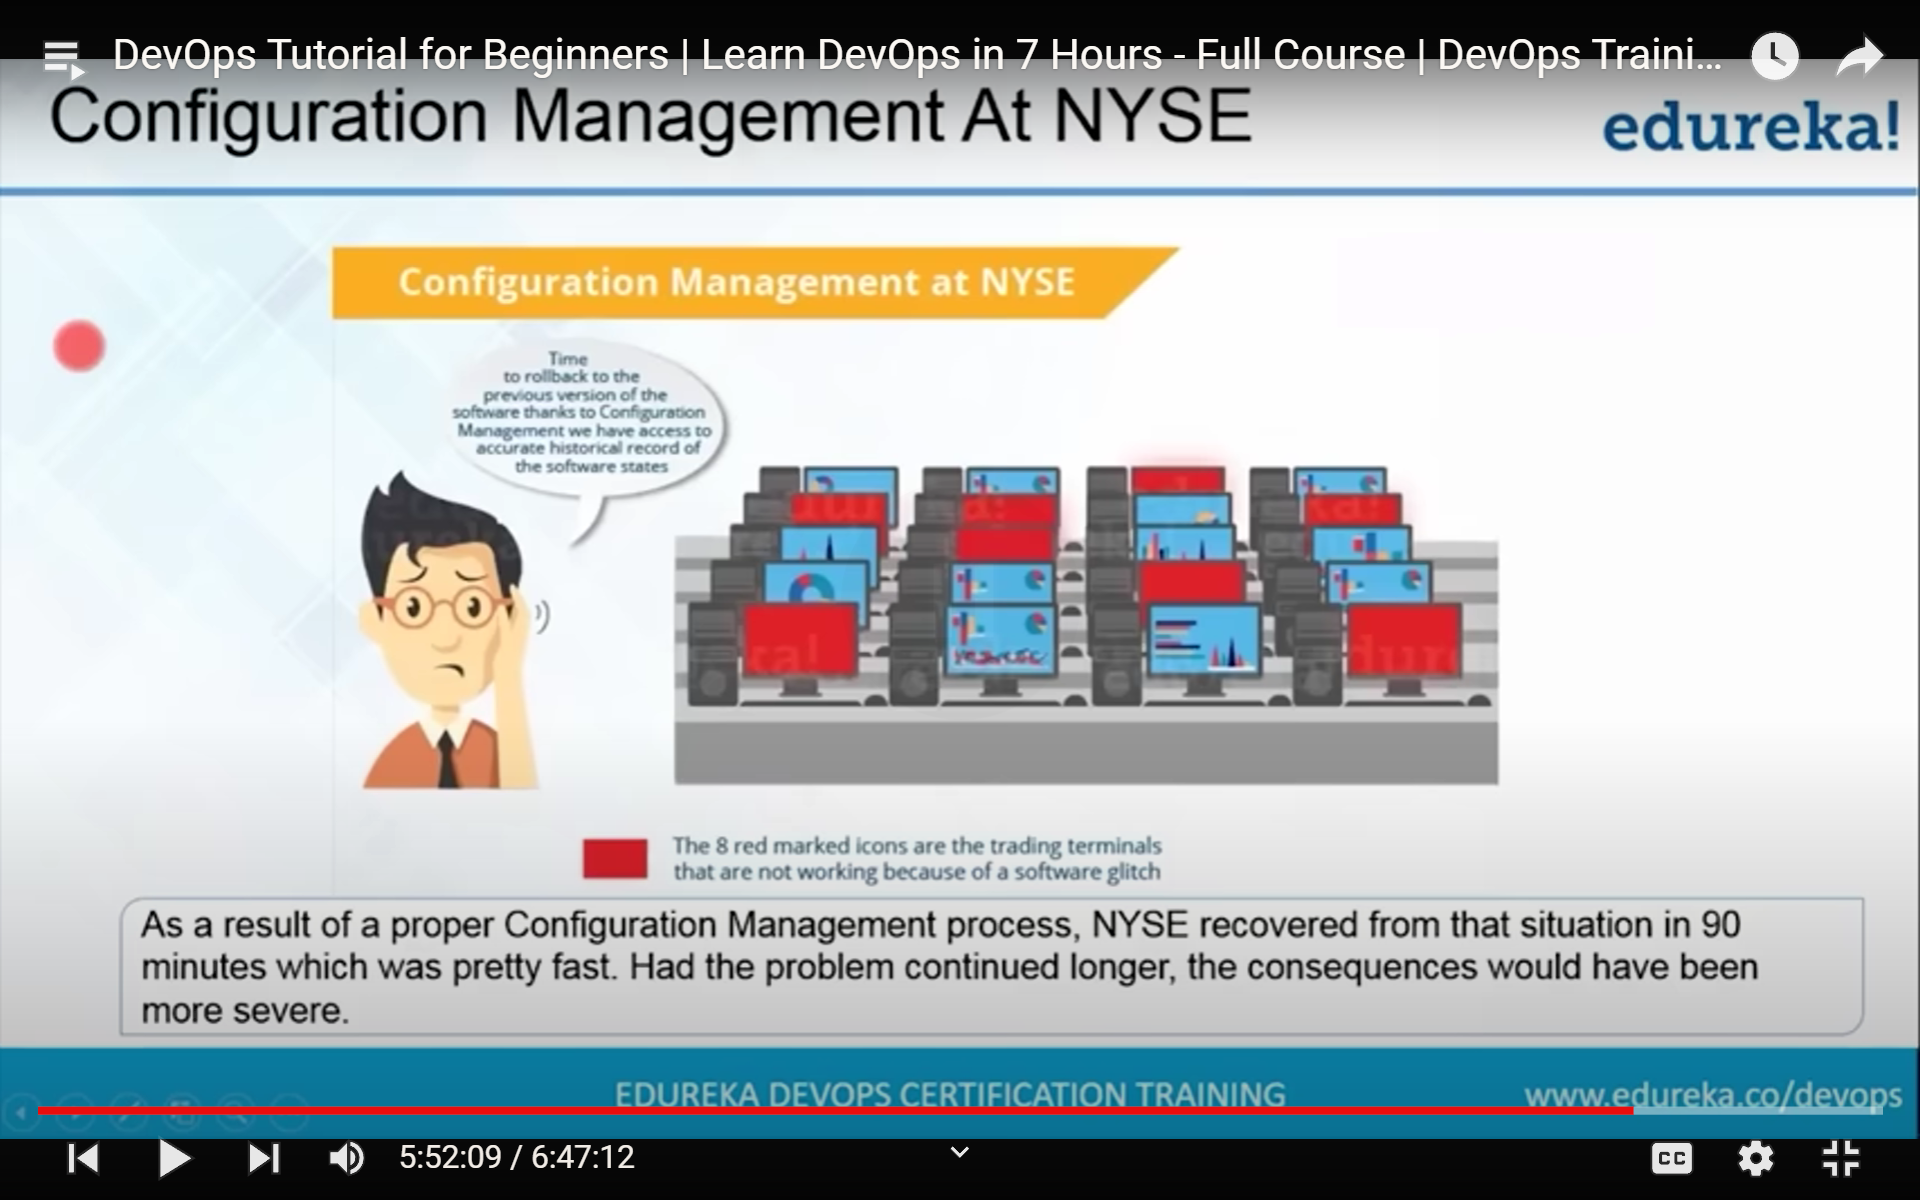 DevOps Tutorial for Beginners | Learn DevOps in 7 Hours - Full Course | DevOps Traini...
Configuration Management At NYSE
edureka!
Configuration Management at NYSE
Time
to rollback to the
previous version of the
software thanks to Configuration
Management we have access to
accurate historical record of
the software states
The 8 red marked icons are the trading terminals
that are not working because of a software glitch
As a result of a proper Configuration Management process, NYSE recovered from that situation in 90
minutes which was pretty fast. Had the problem continued longer, the consequences would have been
more severe.
EDUREKA DEVOPS CERTIFICATION TRAINING
www.edureka.co/devops
5:52:09 / 6:47:12
CC